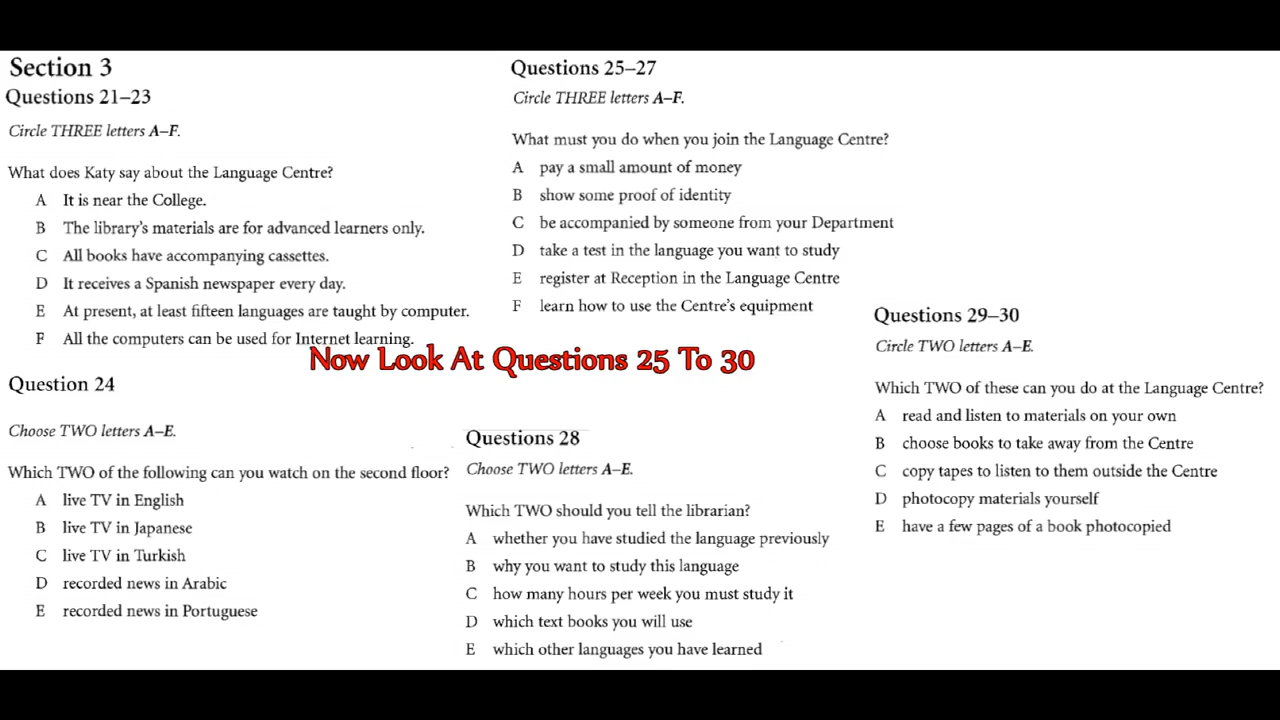 Section 3
Questions 21–23
Circle THREE letters A–F.
What does Katy say about the Language Centre?
A It is near the College.
B The library's materials are for advanced learners only.
C All books have accompanying cassettes.
D It receives a Spanish newspaper every day.
E At present, at least fifteen languages are taught by computer.
F All the computers can be used for Internet learning.
Question 24
Choose TWO letters A–E.
Which TWO of the following can you watch on the second floor?
A live TV in English
B live TV in Japanese
C live TV in Turkish
D recorded news in Arabic
E recorded news in Portuguese
Questions 25–27
Circle THREE letters A–F.
What must you do when you join the Language Centre?
A pay a small amount of money
B show some proof of identity
C be accompanied by someone from your Department
D take a test in the language you want to study
E register at Reception in the Language Centre
F learn how to use the Centre's equipment
Now Look At Questions 25 To 30
Questions 28
Choose TWO letters A–E.
Which TWO should you tell the librarian?
A whether you have studied the language previously
B why you want to study this language
C how many hours per week you must study it
D which text books you will use
E which other languages you have learned
Questions 29–30
Circle TWO letters A–E.
Which TWO of these can you do at the Language Centre?
A read and listen to materials on your own
B choose books to take away from the Centre
C copy tapes to listen to them outside the Centre
D photocopy materials yourself
E have a few pages of a book photocopied